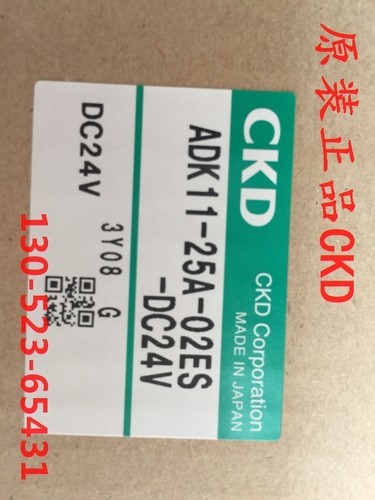 原装正品CKD
CKD
CKD Corporation
MADE IN JAPAN
ADK11-25A-02ES
-DC24V
DC24V
3Y08 G
130-523-65431